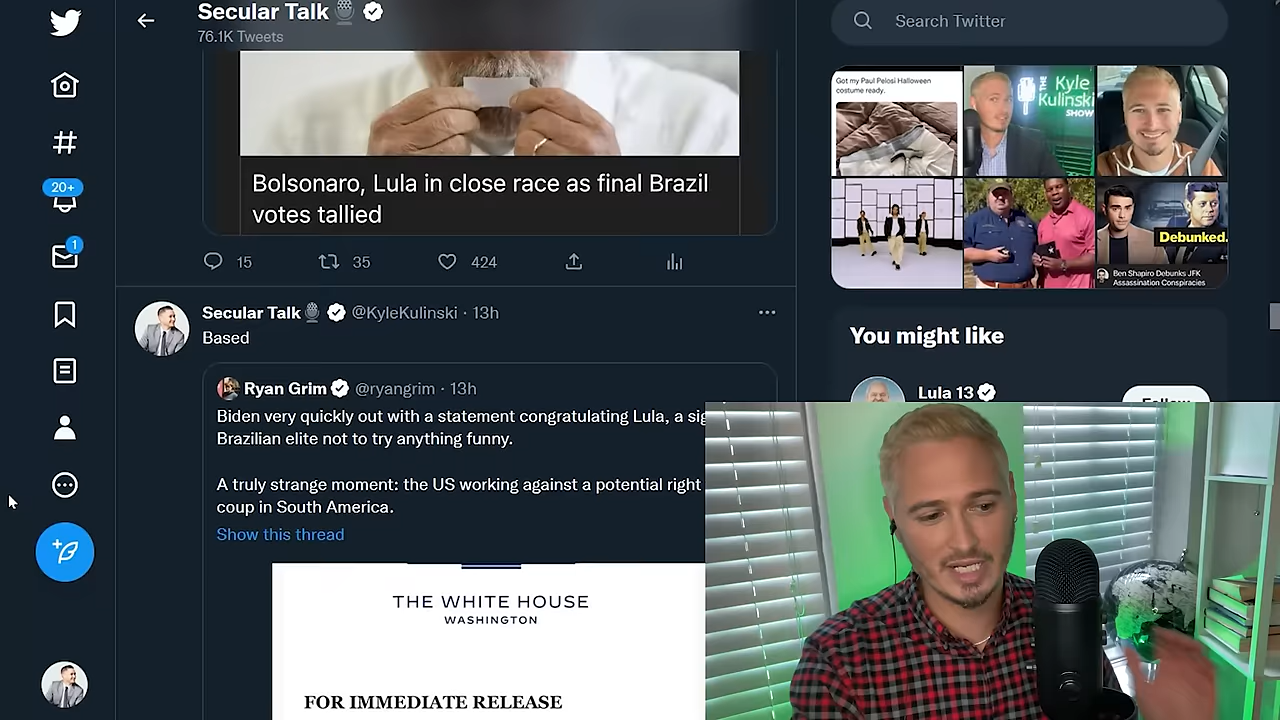 Secular Talk
76.1K Tweets
Search Twitter
Got my Paul Pelosi Halloween
costume ready.
THE
Kyle
Kulinski
SHOW
Debunked.
Ben Shapiro Debunks JFK
Assassination Conspiracies
20+
1
Bolsonaro, Lula in close race as final Brazil
votes tallied
15
35
424
Secular Talk @KyleKulinski · 13h
Based
Ryan Grim @ryangrim · 13h
Biden very quickly out with a statement congratulating Lula, a sig
Brazilian elite not to try anything funny.
A truly strange moment: the US working against a potential right
coup in South America.
Show this thread
THE WHITE HOUSE
WASHINGTON
FOR IMMEDIATE RELEASE
You might like
Lula 13
Follow